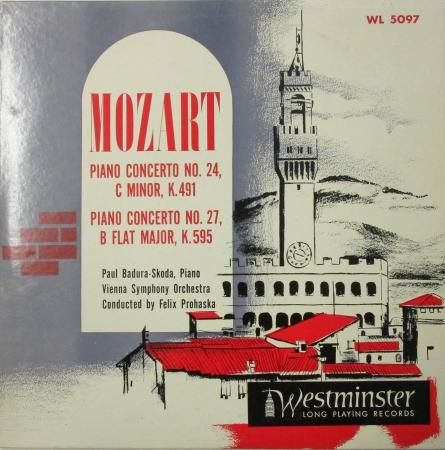 WL 5097
MOZART
PIANO CONCERTO NO. 24,
C MINOR, K.491
PIANO CONCERTO NO. 27,
B FLAT MAJOR, K.595
Paul Badura-Skoda, Piano
Vienna Symphony Orchestra
Conducted by Felix Prohaska
Westminster
LONG PLAYING RECORDS